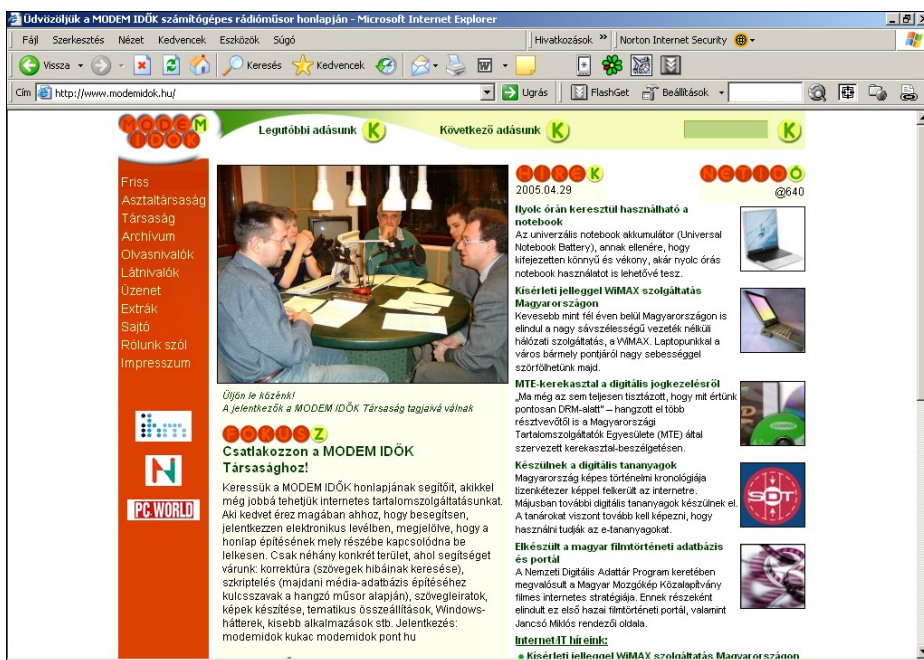 Üdvözöljük a MODEM IDŐK számítógépes rádióműsor honlapján - Microsoft Internet Explorer
Fájl Szerkesztés Nézet Kedvencek Eszközök Súgó Hivatkozások » Norton Internet Security
Vissza Keresés Kedvencek
Cím http://www.modemidok.hu/ Ugrás FlashGet Beállítások
MODEM
IDŐK
Legutóbbi adásunk K
Következő adásunk K
K
Friss
Asztaltársaság
Társaság
Archívum
Olvasnivalók
Látnivalók
Üzenet
Extrák
Sajtó
Rólunk szól
Impresszum
ihm
N
PC WORLD
Üljön le közénk!
A jelentkezők a MODEM IDŐK Társaság tagjaivá válnak
FOKUSZ
Csatlakozzon a MODEM IDŐK
Társasághoz!
Keressük a MODEM IDŐK honlapjának segítőit, akikkel
még jobbá tehetjük internetes tartalomszolgáltatásunkat.
Aki kedvet érez magában ahhoz, hogy besegítsen,
jelentkezzen elektronikus levélben, megjelölve, hogy a
honlap építésének mely részébe kapcsolódna be
lelkesen. Csak néhány konkrét terület, ahol segítséget
várunk: korrektúra (szövegek hibáinak keresése),
szkriptelés (majdani média-adatbázis építéséhez
kulcsszavak a hangzó műsor alapján), szövegleiratok,
képek készítése, tematikus összeállítások, Windows-
hátterek, kisebb alkalmazások stb. Jelentkezés:
modemidok kukac modemidok pont hu
HIREK
2005.04.29
NETIDŐ
@640
Nyolc órán keresztül használható a
notebook
Az univerzális notebook akkumulátor (Universal
Notebook Battery), annak ellenére, hogy
kifejezetten könnyű és vékony, akár nyolc órás
notebook használatot is lehetővé tesz.
Kísérleti jelleggel WiMAX szolgáltatás
Magyarországon
Kevesebb mint fél éven belül Magyarországon is
elindul a nagy sávszélességű vezeték nélküli
hálózati szolgáltatás, a WiMAX. Laptopunkkal a
város bármely pontjáról nagy sebességgel
szörfölhetünk majd.
MTE-kerekasztal a digitális jogkezelésről
„Ma még az sem teljesen tisztázott, hogy mit értünk
pontosan DRM-alatt" – hangzott el több
résztvevőtől is a Magyarországi
Tartalomszolgáltatók Egyesülete (MTE) által
szervezett kerekasztal-beszélgetésen.
Készülnek a digitális tananyagok
Magyarország képes történelmi kronológiája
tizenkétezer képpel felkerült az internetre.
Májusban további digitális tananyagok készülnek el.
A tanárokat viszont tovább kell képezni, hogy
használni tudják az e-tananyagokat.
SDT
Elkészült a magyar filmtörténeti adatbázis
és portál
A Nemzeti Digitális Adattár Program keretében
megvalósult a Magyar Mozgókép Közalapítvány
filmes internetes stratégiája. Ennek részeként
elindult ez első hazai filmtörténeti portál, valamint
Jancsó Miklós rendezői oldala.
Internet/IT híreink:
Kísérleti jelleggel WiMAX szolgáltatás Magyarországon